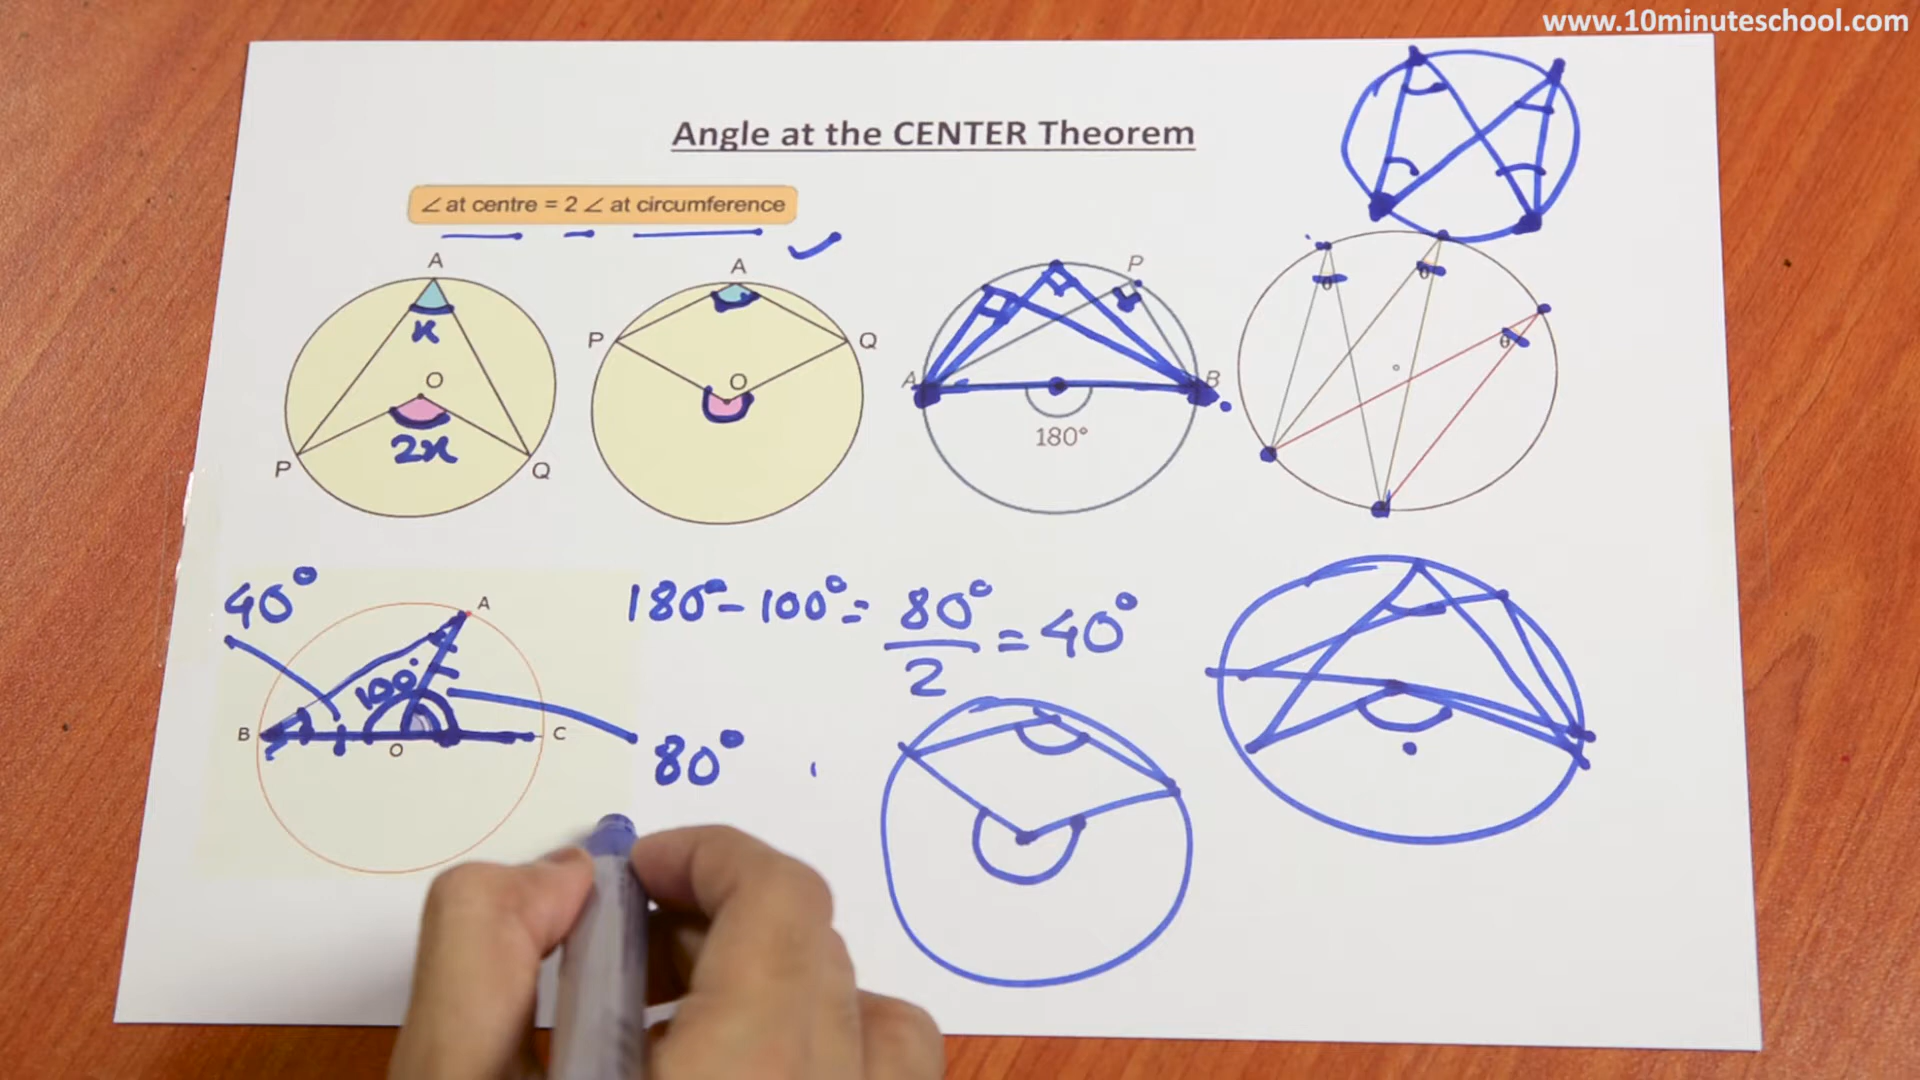 www.10minuteschool.com
Angle at the CENTER Theorem
∠ at centre = 2 ∠ at circumference
A
x
O
2x
P
Q
A
P
Q
O
P
A
B
180°
θ
θ
θ
40°
A
100°
B
O
C
180° - 100° = 80°/2 = 40°
80°